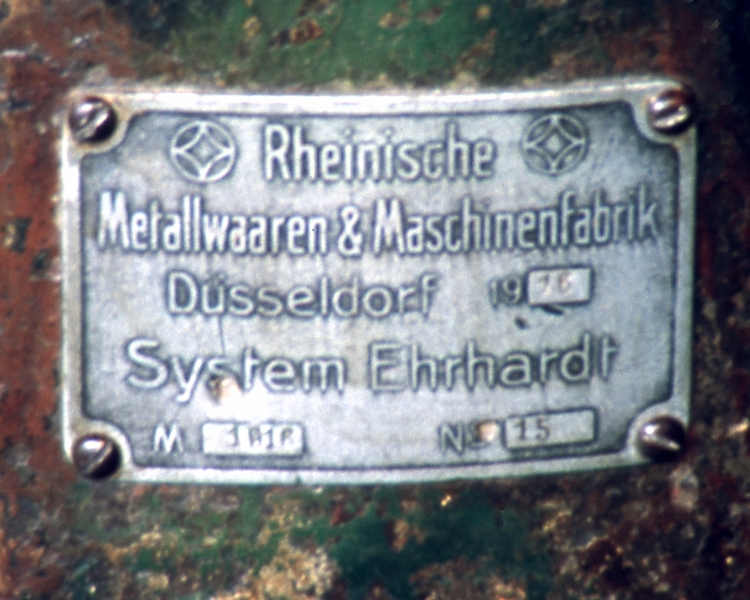 Rheinische
Metallwaaren & Maschinenfabrik
Düsseldorf 19
System Ehrhardt
M № 15